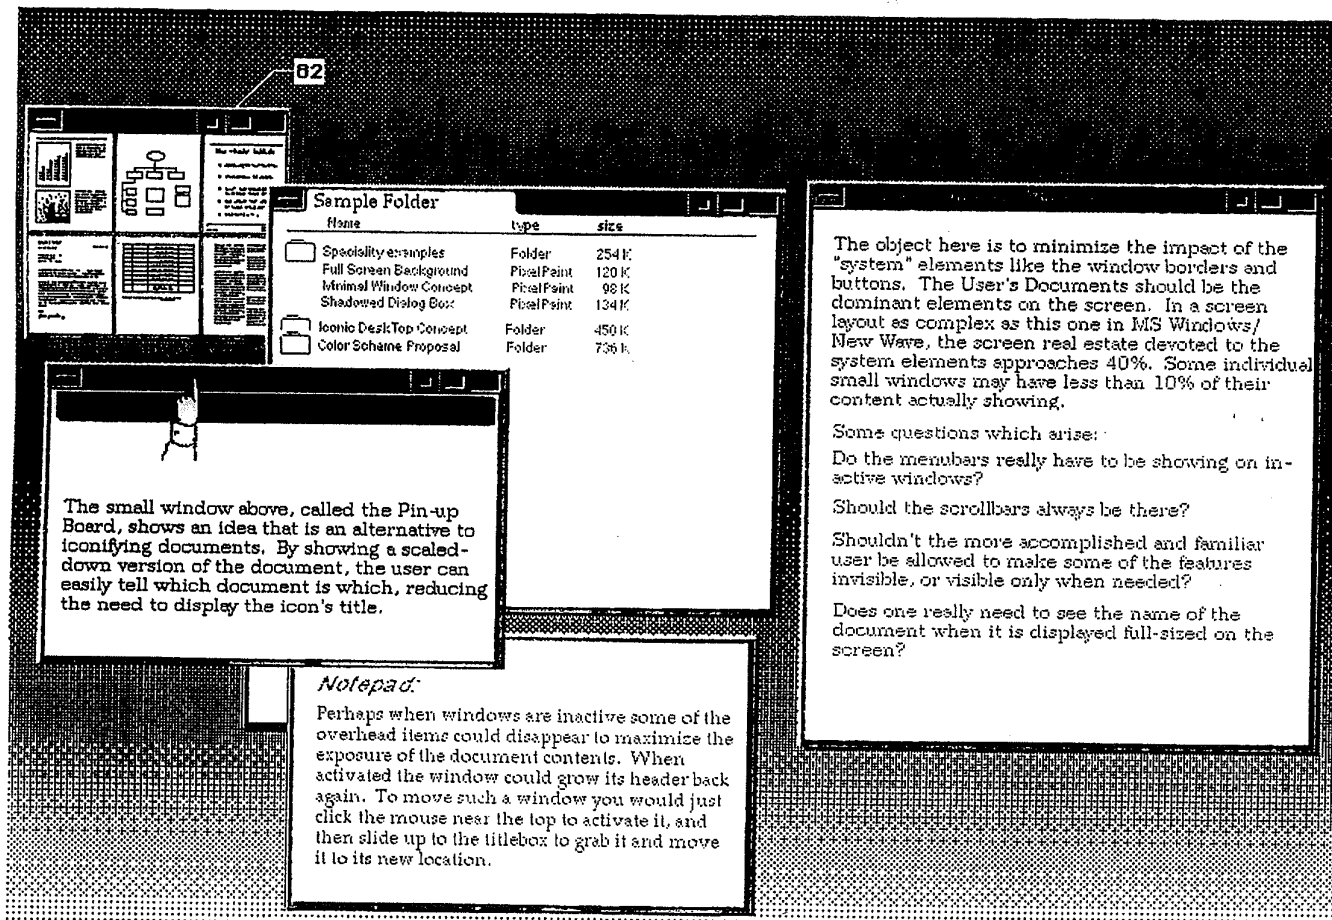 82
Sample Folder
Name type size
Speciality examples Folder 254 K
Full Screen Background PixelPaint 120 K
Minimal Window Concept PixelPaint 98 K
Shadowed Dialog Box PixelPaint 134 K
Iconic DeskTop Concept Folder 450 K
Color Scheme Proposal Folder 736 K
The small window above, called the Pin-up
Board, shows an idea that is an alternative to
iconifying documents. By showing a scaled-
down version of the document, the user can
easily tell which document is which, reducing
the need to display the icon's title.
Notepad:
Perhaps when windows are inactive some of the
overhead items could disappear to maximize the
exposure of the document contents. When
activated the window could grow its header back
again. To move such a window you would just
click the mouse near the top to activate it, and
then slide up to the titlebox to grab it and move
it to its new location.
The object here is to minimize the impact of the
"system" elements like the window borders and
buttons. The User's Documents should be the
dominant elements on the screen. In a screen
layout as complex as this one in MS Windows/
New Wave, the screen real estate devoted to the
system elements approaches 40%. Some individual
small windows may have less than 10% of their
content actually showing.
Some questions which arise:
Do the menubars really have to be showing on in-
active windows?
Should the scrollbars always be there?
Shouldn't the more accomplished and familiar
user be allowed to make some of the features
invisible, or visible only when needed?
Does one really need to see the name of the
document when it is displayed full-sized on the
screen?